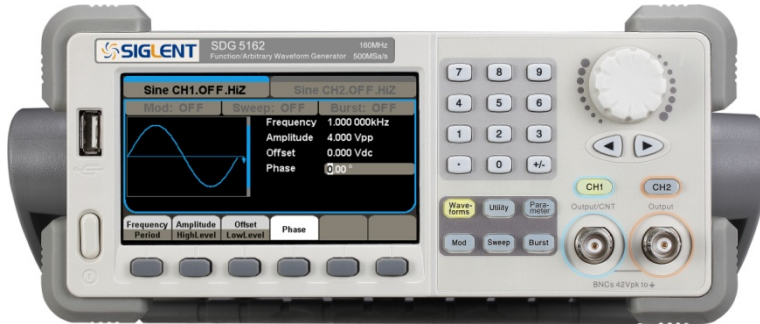 SIGLENT SDG 5162 160MHz
Function/Arbitrary Waveform Generator 500MSa/s
Sine CH1.OFF.HiZ Sine CH2.OFF.HiZ
Mod: OFF Sweep: OFF Burst: OFF
Frequency 1.000 000kHz
Amplitude 4.000 Vpp
Offset 0.000 Vdc
Phase 0.00 °
Frequency Amplitude Offset Phase
Period HighLevel LowLevel
7 8 9
4 5 6
1 2 3
· 0 +/-
CH1 CH2
Output/CNT Output
Wave-forms Utility Para-meter
Mod Sweep Burst
BNCs 42Vpk to ⏚